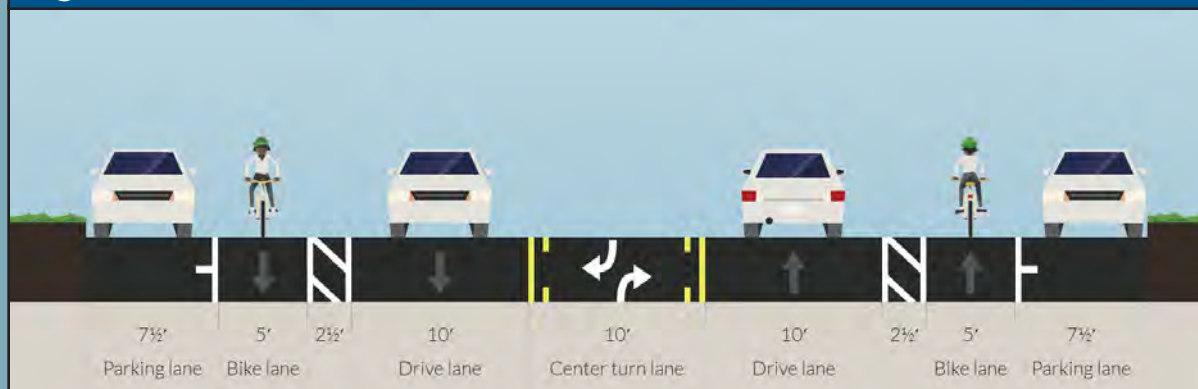 7½′ 5′ 2½′ 10′ 10′ 10′ 2½′ 5′ 7½′
Parking lane Bike lane Drive lane Center turn lane Drive lane Bike lane Parking lane